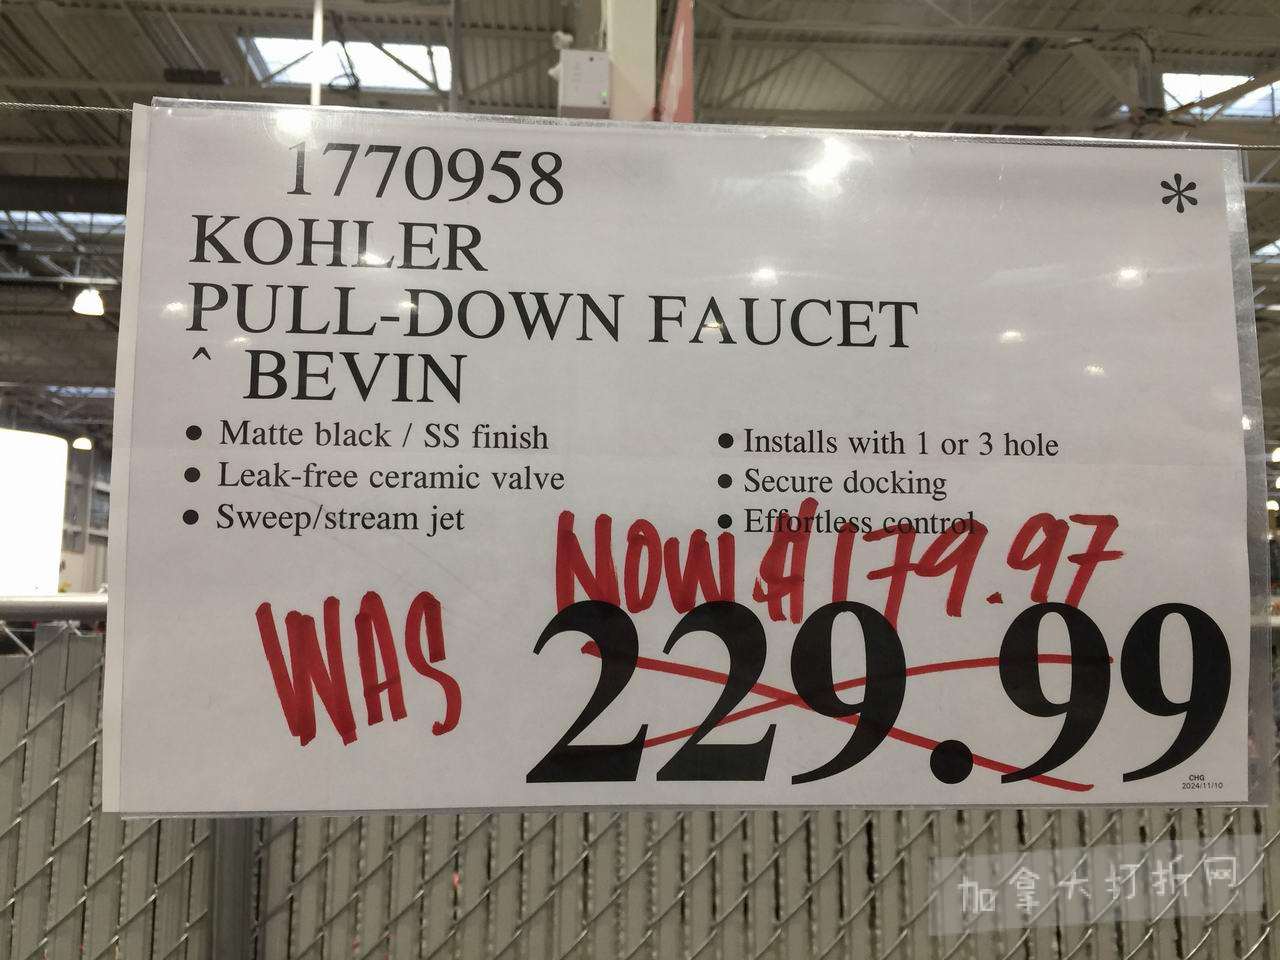 1770958
*
KOHLER
PULL-DOWN FAUCET
^ BEVIN
● Matte black / SS finish
● Leak-free ceramic valve
● Sweep/stream jet
● Installs with 1 or 3 hole
● Secure docking
● Effortless control
NOW $179.97
WAS 229.99
CHG
2024/11/10
加拿大打折网